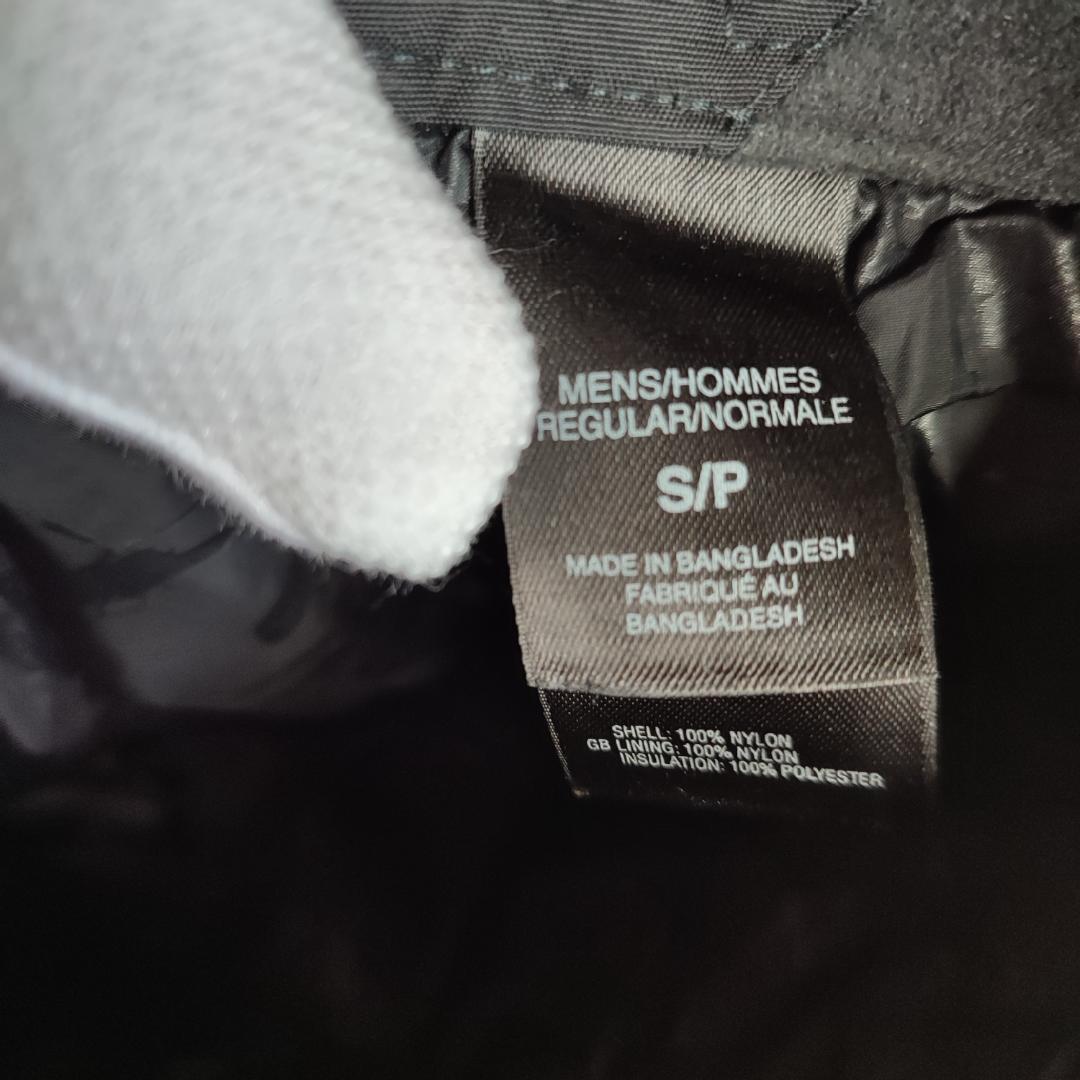 MENS/HOMMES
REGULAR/NORMALE
S/P
MADE IN BANGLADESH
FABRIQUÉ AU
BANGLADESH
SHELL: 100% NYLON
GB LINING: 100% NYLON
INSULATION: 100% POLYESTER